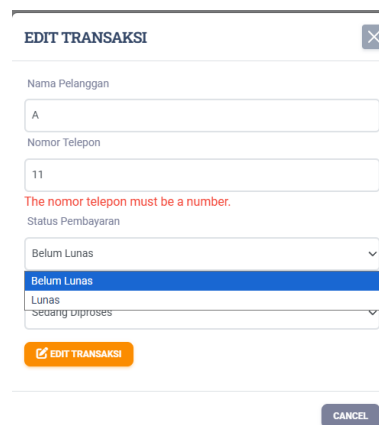 EDIT TRANSAKSI
Nama Pelanggan
A
Nomor Telepon
11
The nomor telepon must be a number.
Status Pembayaran
Belum Lunas
Belum Lunas
Lunas
Sedang Diproses
EDIT TRANSAKSI
CANCEL